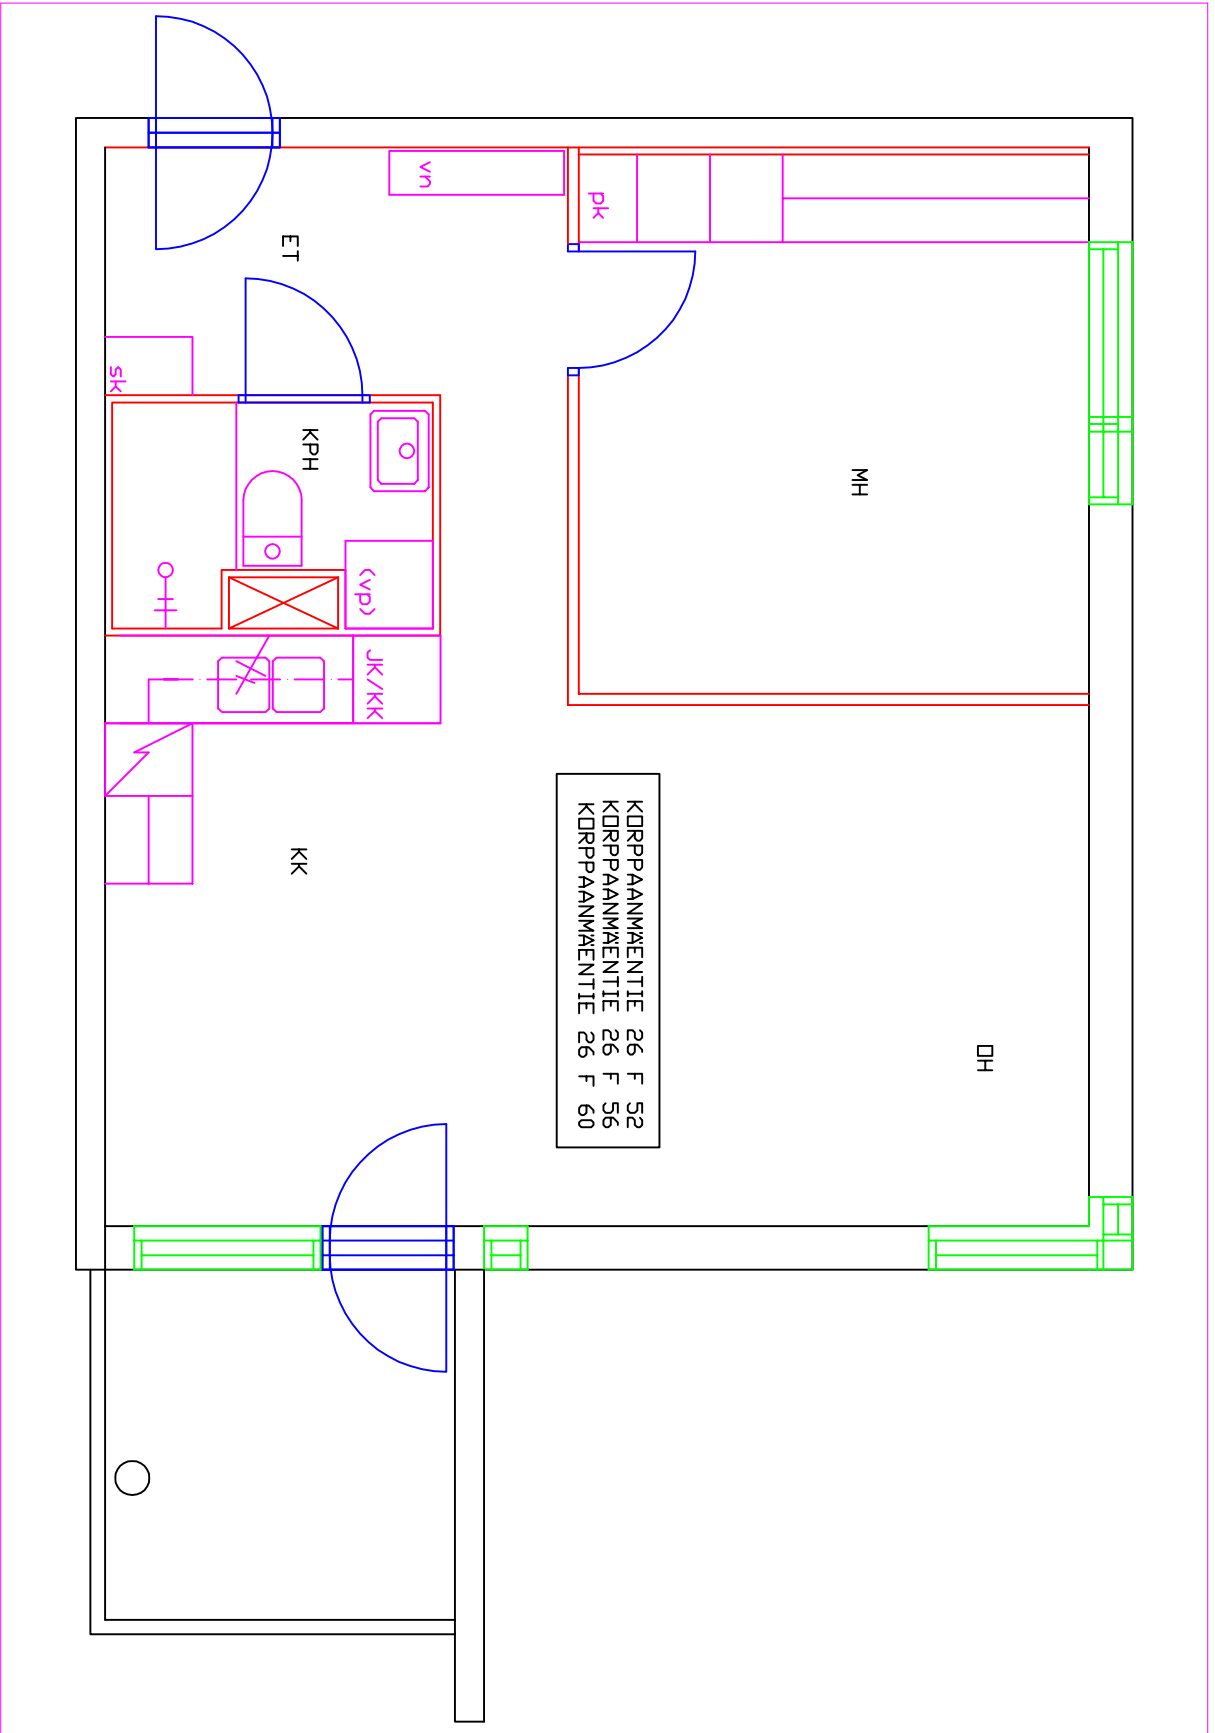 vn
pk
ET
sk
KPH
MH
(vp)
JK/KK
KK
KORPPAANMÄENTIE 26 F 52
KORPPAANMÄENTIE 26 F 56
KORPPAANMÄENTIE 26 F 60
OH